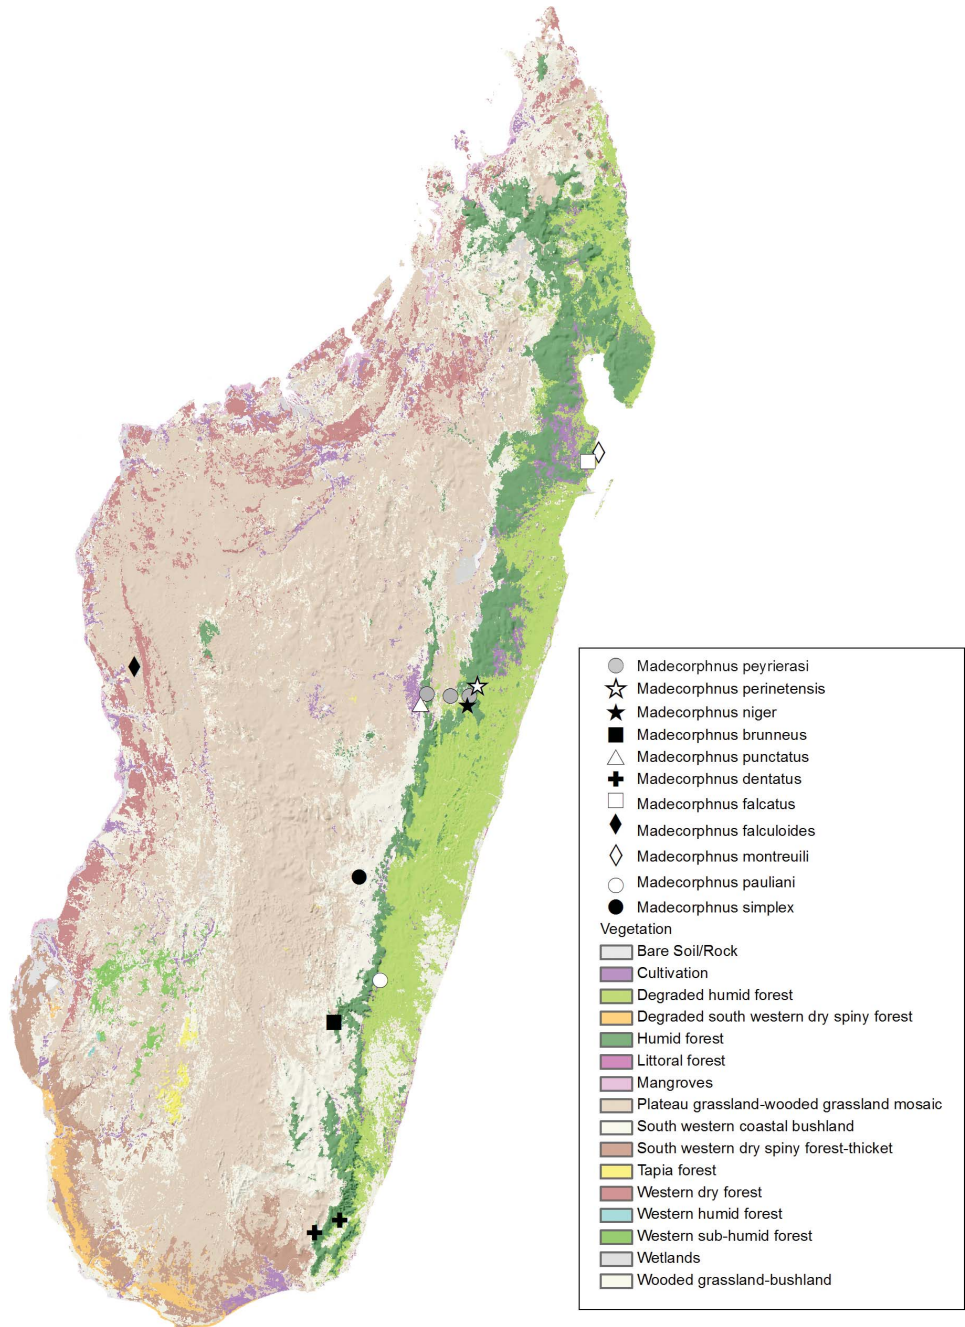 Madecorphnus peyrierasi
Madecorphnus perinetensis
Madecorphnus niger
Madecorphnus brunneus
Madecorphnus punctatus
Madecorphnus dentatus
Madecorphnus falcatus
Madecorphnus falculoides
Madecorphnus montreuili
Madecorphnus pauliani
Madecorphnus simplex
Vegetation
Bare Soil/Rock
Cultivation
Degraded humid forest
Degraded south western dry spiny forest
Humid forest
Littoral forest
Mangroves
Plateau grassland-wooded grassland mosaic
South western coastal bushland
South western dry spiny forest-thicket
Tapia forest
Western dry forest
Western humid forest
Western sub-humid forest
Wetlands
Wooded grassland-bushland